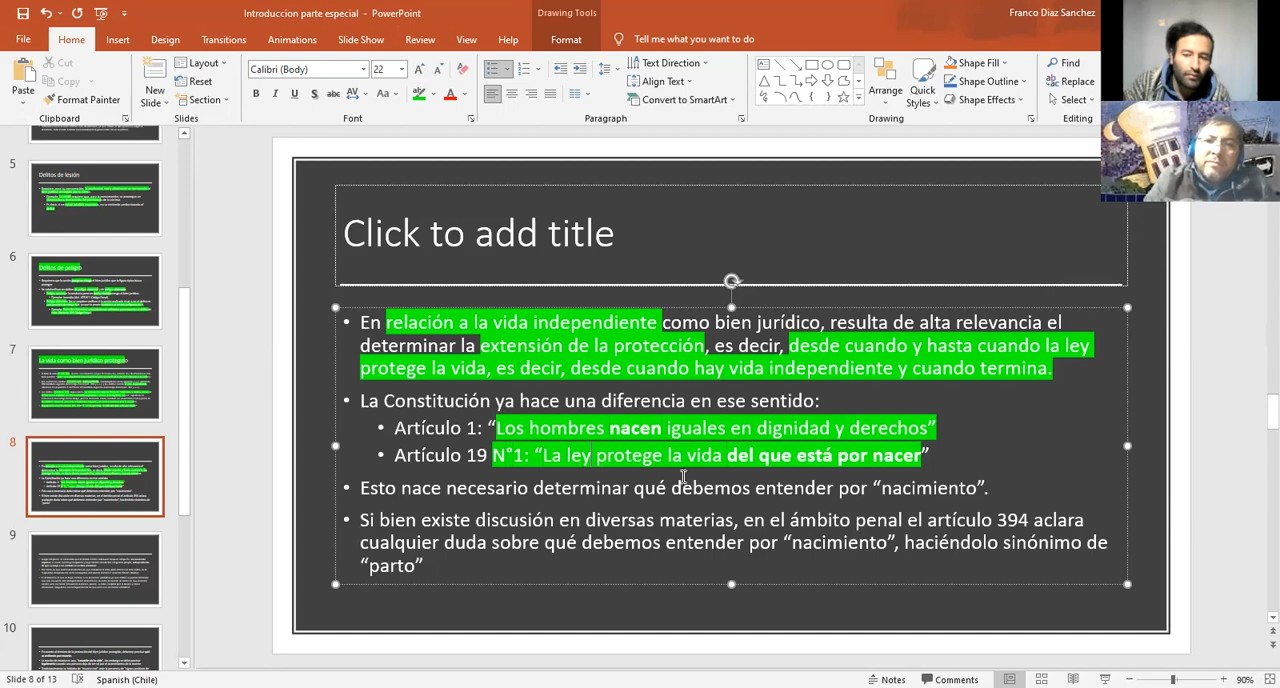 Introduccion parte especial - PowerPoint
Drawing Tools
Franco Diaz Sanchez
File Home Insert Design Transitions Animations Slide Show Review View Help Format Tell me what you want to do
Paste
Cut
Copy
Format Painter
Clipboard
New
Slide
Layout
Reset
Section
Slides
Calibri (Body) 22
B I U S abc AV Aa A A
Font
Text Direction
Align Text
Convert to SmartArt
Paragraph
Arrange
Quick
Styles
Shape Fill
Shape Outline
Shape Effects
Drawing
Find
Replace
Select
Editing
5
Delitos de lesión
6
Delitos de peligro
7
La vida como bien jurídico protegido
8
9
10
Click to add title
• En relación a la vida independiente como bien jurídico, resulta de alta relevancia el
determinar la extensión de la protección, es decir, desde cuando y hasta cuando la ley
protege la vida, es decir, desde cuando hay vida independiente y cuando termina.
• La Constitución ya hace una diferencia en ese sentido:
• Artículo 1: “Los hombres nacen iguales en dignidad y derechos”
• Artículo 19 N°1: “La ley protege la vida del que está por nacer”
• Esto nace necesario determinar qué debemos entender por “nacimiento”.
• Si bien existe discusión en diversas materias, en el ámbito penal el artículo 394 aclara
cualquier duda sobre qué debemos entender por “nacimiento”, haciéndolo sinónimo de
“parto”
Slide 8 of 13 Spanish (Chile) Notes Comments 90%